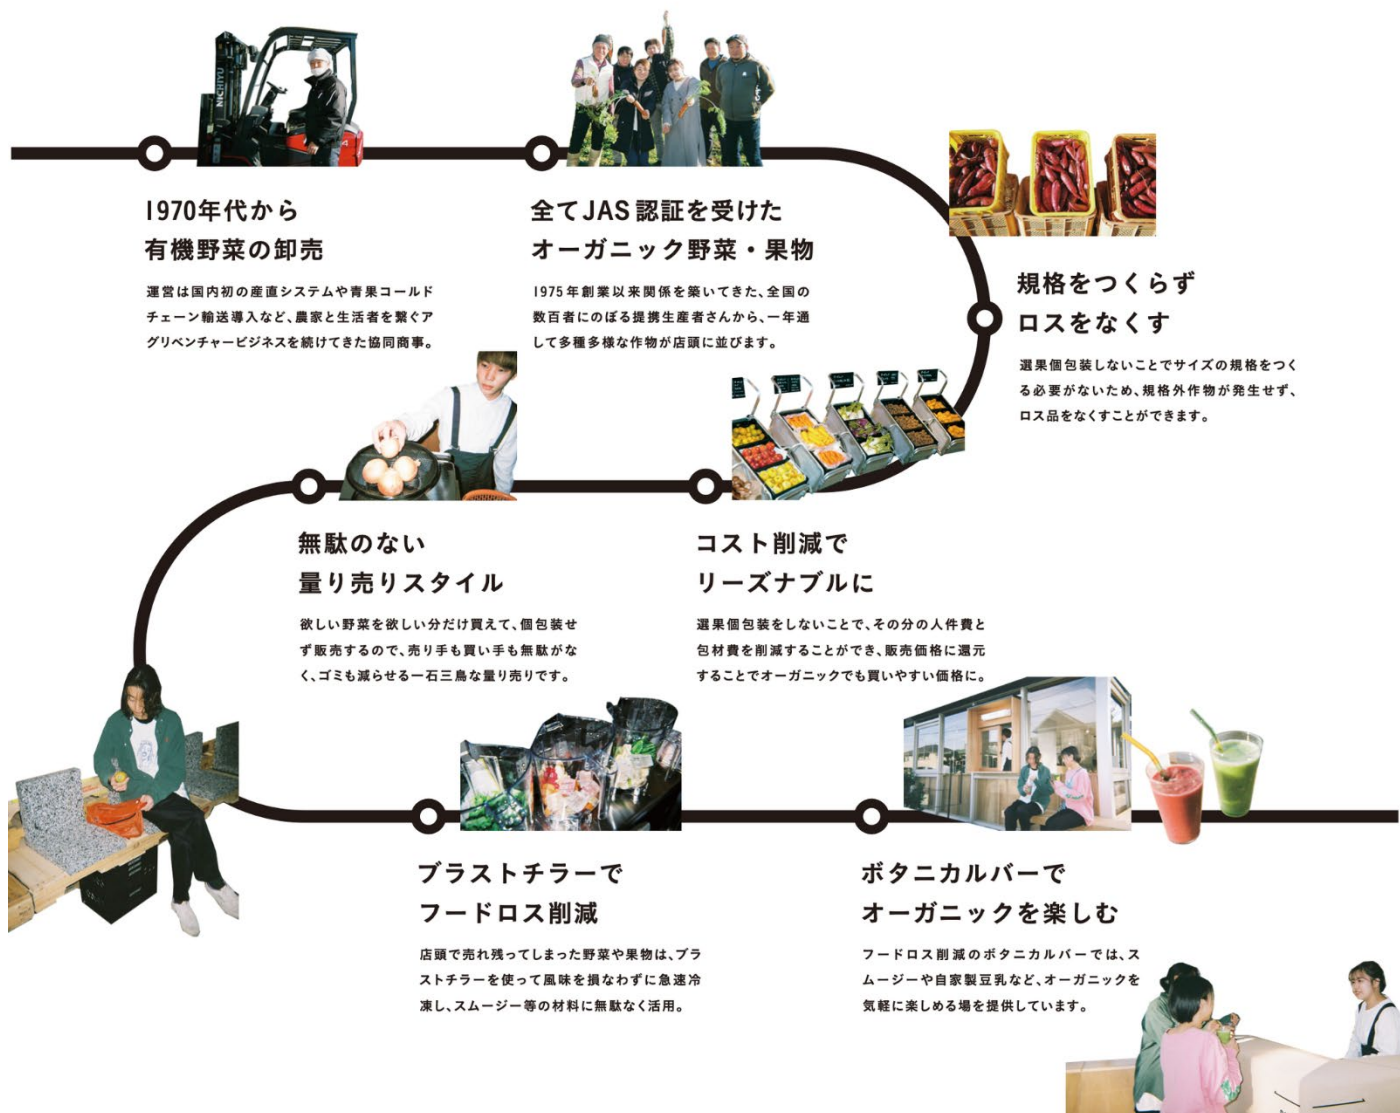 NICHIYU
1970年代から
有機野菜の卸売
運営は国内初の産直システムや青果コールド
チェーン輸送導入など、農家と生活者を繋ぐア
グリベンチャービジネスを続けてきた協同商事。
全てJAS認証を受けた
オーガニック野菜・果物
1975年創業以来関係を築いてきた、全国の
数百者にのぼる提携生産者さんから、一年通
して多種多様な作物が店頭に並びます。
規格をつくらず
ロスをなくす
選果個包装しないことでサイズの規格をつく
る必要がないため、規格外作物が発生せず、
ロス品をなくすことができます。
コスト削減で
リーズナブルに
選果個包装をしないことで、その分の人件費と
包材費を削減することができ、販売価格に還元
することでオーガニックでも買いやすい価格に。
無駄のない
量り売りスタイル
欲しい野菜を欲しい分だけ買えて、個包装せ
ず販売するので、売り手も買い手も無駄がな
く、ゴミも減らせる一石三鳥な量り売りです。
ブラストチラーで
フードロス削減
店頭で売れ残ってしまった野菜や果物は、ブラ
ストチラーを使って風味を損なわずに急速冷
凍し、スムージー等の材料に無駄なく活用。
ボタニカルバーで
オーガニックを楽しむ
フードロス削減のボタニカルバーでは、ス
ムージーや自家製豆乳など、オーガニックを
気軽に楽しめる場を提供しています。